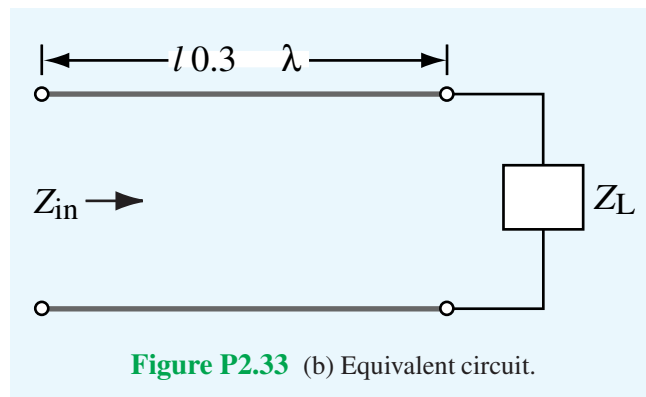 l 0.3 λ
Zin
ZL
Figure P2.33 (b) Equivalent circuit.